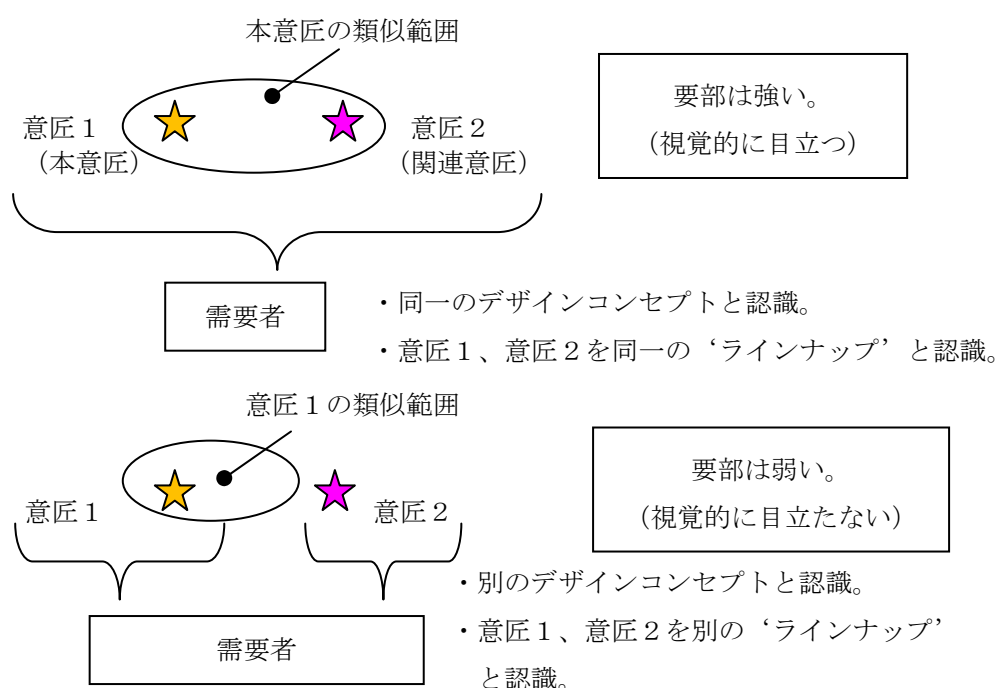 本意匠の類似範囲
要部は強い。
（視覚的に目立つ）
意匠１
（本意匠）
意匠２
（関連意匠）
需要者
・同一のデザインコンセプトと認識。
・意匠１、意匠２を同一の‘ラインナップ’と認識。
意匠１の類似範囲
要部は弱い。
（視覚的に目立たない）
意匠１
意匠２
需要者
・別のデザインコンセプトと認識。
・意匠１、意匠２を別の‘ラインナップ’
と認識。